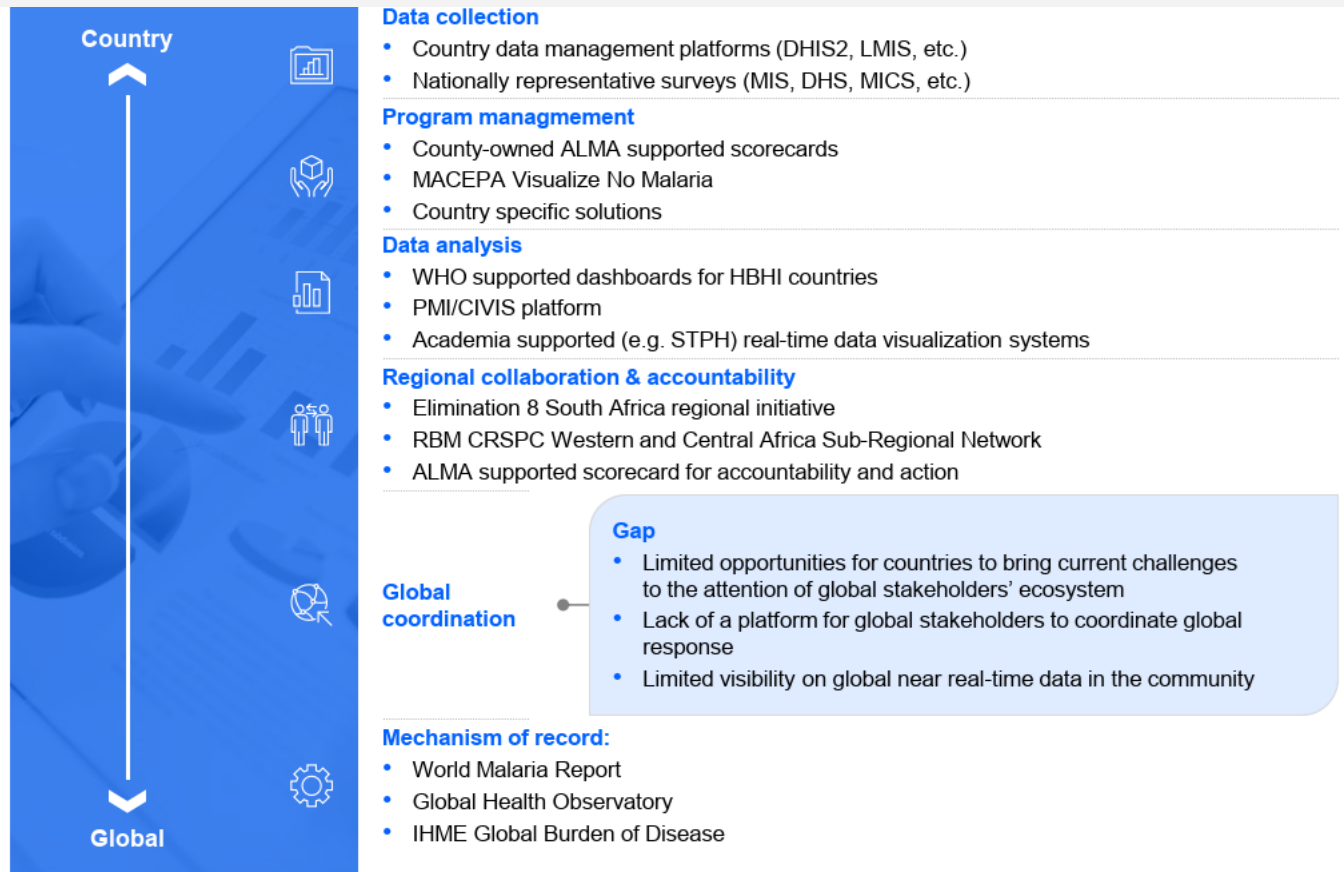 Country
Data collection
• Country data management platforms (DHIS2, LMIS, etc.)
• Nationally representative surveys (MIS, DHS, MICS, etc.)
Program managmement
• County-owned ALMA supported scorecards
• MACEPA Visualize No Malaria
• Country specific solutions
Data analysis
• WHO supported dashboards for HBHI countries
• PMI/CIVIS platform
• Academia supported (e.g. STPH) real-time data visualization systems
Regional collaboration & accountability
• Elimination 8 South Africa regional initiative
• RBM CRSPC Western and Central Africa Sub-Regional Network
• ALMA supported scorecard for accountability and action
Global
coordination
Gap
• Limited opportunities for countries to bring current challenges
to the attention of global stakeholders’ ecosystem
• Lack of a platform for global stakeholders to coordinate global
response
• Limited visibility on global near real-time data in the community
Mechanism of record:
• World Malaria Report
• Global Health Observatory
• IHME Global Burden of Disease
Global